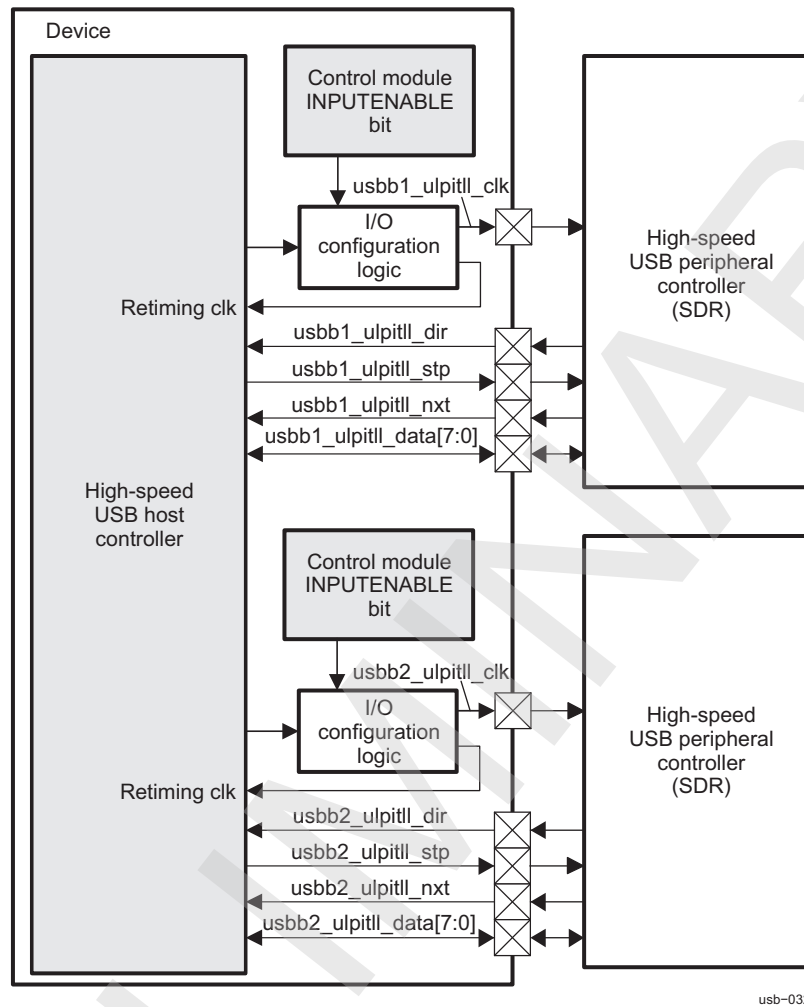 Device
Control module
INPUTENABLE
bit
usbb1_ulpitll_clk
I/O
configuration
logic
Retiming clk
usbb1_ulpitll_dir
usbb1_ulpitll_stp
usbb1_ulpitll_nxt
usbb1_ulpitll_data[7:0]
High-speed
USB peripheral
controller
(SDR)
High-speed
USB host
controller
Control module
INPUTENABLE
bit
usbb2_ulpitll_clk
I/O
configuration
logic
Retiming clk
usbb2_ulpitll_dir
usbb2_ulpitll_stp
usbb2_ulpitll_nxt
usbb2_ulpitll_data[7:0]
High-speed
USB peripheral
controller
(SDR)